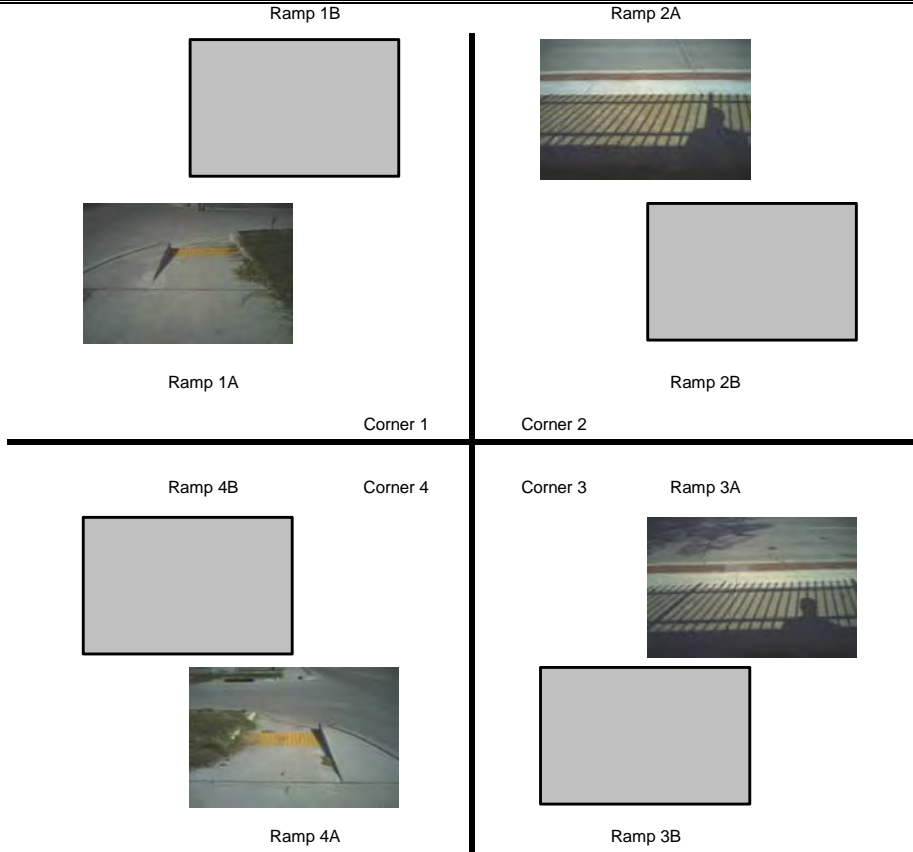 Ramp 1B Ramp 2A
Ramp 1A Ramp 2B
Corner 1 Corner 2
Ramp 4B Corner 4 Corner 3 Ramp 3A
Ramp 4A Ramp 3B